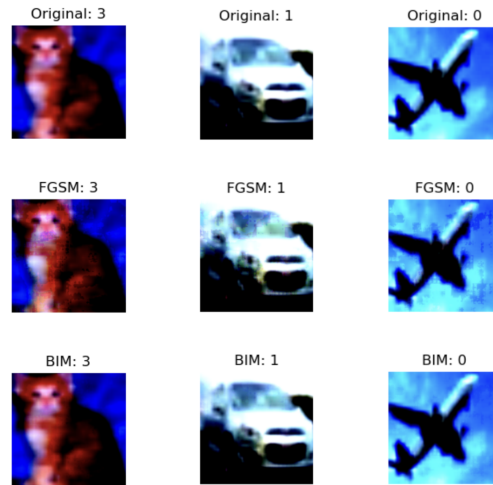 Original: 3
Original: 1
Original: 0
FGSM: 3
FGSM: 1
FGSM: 0
BIM: 3
BIM: 1
BIM: 0